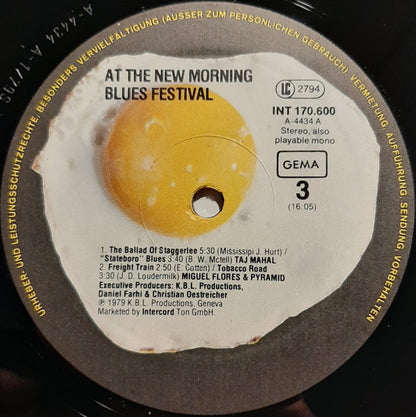 URHEBER- UND LEISTUNGSSCHUTZRECHTE, BESONDERS VERVIELFÄLTIGUNG (AUSSER ZUM PERSÖNLICHEN GEBRAUCH), VERMIETUNG, AUFFÜHRUNG, SENDUNG, VORBEHALTEN
AT THE NEW MORNING
BLUES FESTIVAL
LC 2794
INT 170.600
A-4434 A
Stereo, also
playable mono
GEMA
3
(16:05)
1. The Ballad Of Staggerlee 5:30 (Mississipi J. Hurt) /
"Stateboro" Blues 3:40 (B. W. Mctell) TAJ MAHAL
2. Freight Train 2:50 (E. Cotten) / Tobacco Road
3:30 (J. D. Loudermilk) MIGUEL FLORES & PYRAMID
Executive Producers: K.B.L. Productions,
Daniel Farhi & Christian Oestreicher
℗ 1979 K.B.L. Productions, Geneva
Marketed by Intercord Ton GmbH